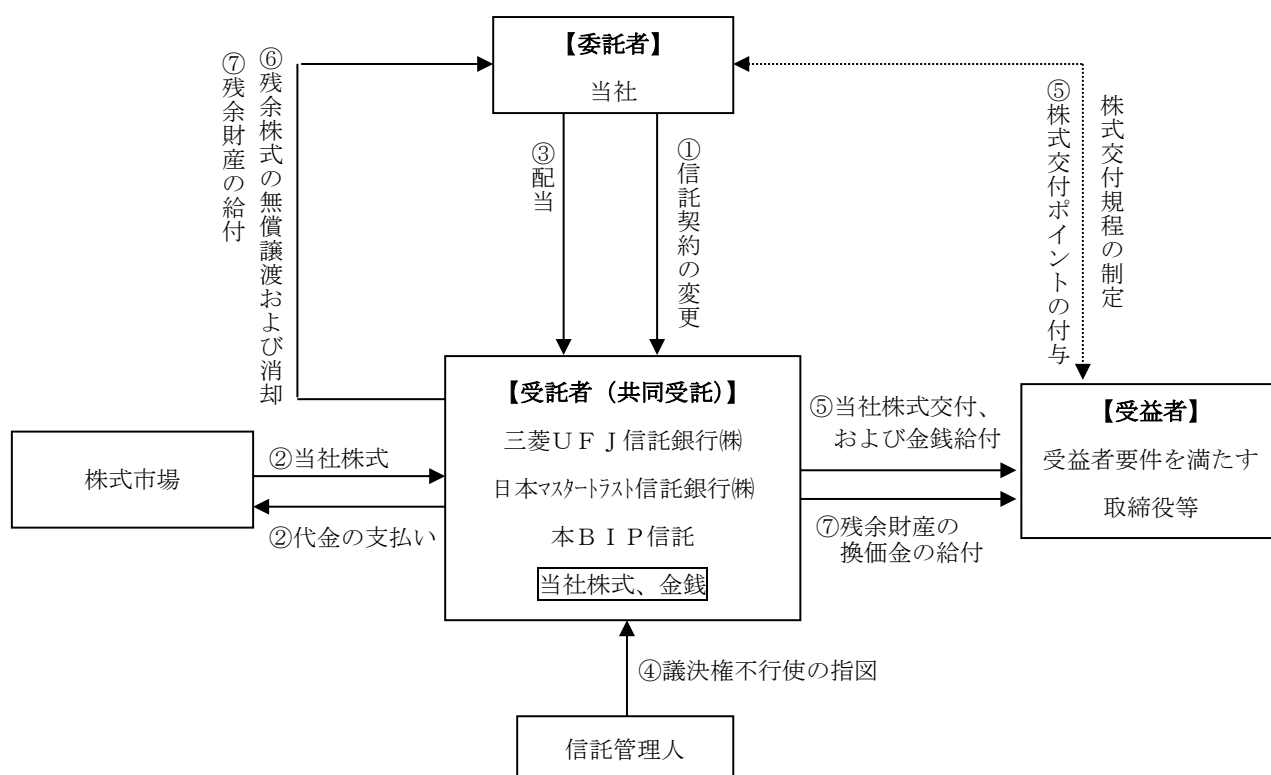 【委託者】
当社
⑦残余財産の給付
⑥残余株式の無償譲渡および消却
③配当
①信託契約の変更
⑤株式交付ポイントの付与
株式交付規程の制定
株式市場
②当社株式
②代金の支払い
【受託者（共同受託）】
三菱ＵＦＪ信託銀行㈱
日本ﾏｽﾀｰﾄﾗｽﾄ信託銀行㈱
本ＢＩＰ信託
当社株式、金銭
⑤当社株式交付、
および金銭給付
⑦残余財産の
換価金の給付
【受益者】
受益者要件を満たす
取締役等
④議決権不行使の指図
信託管理人